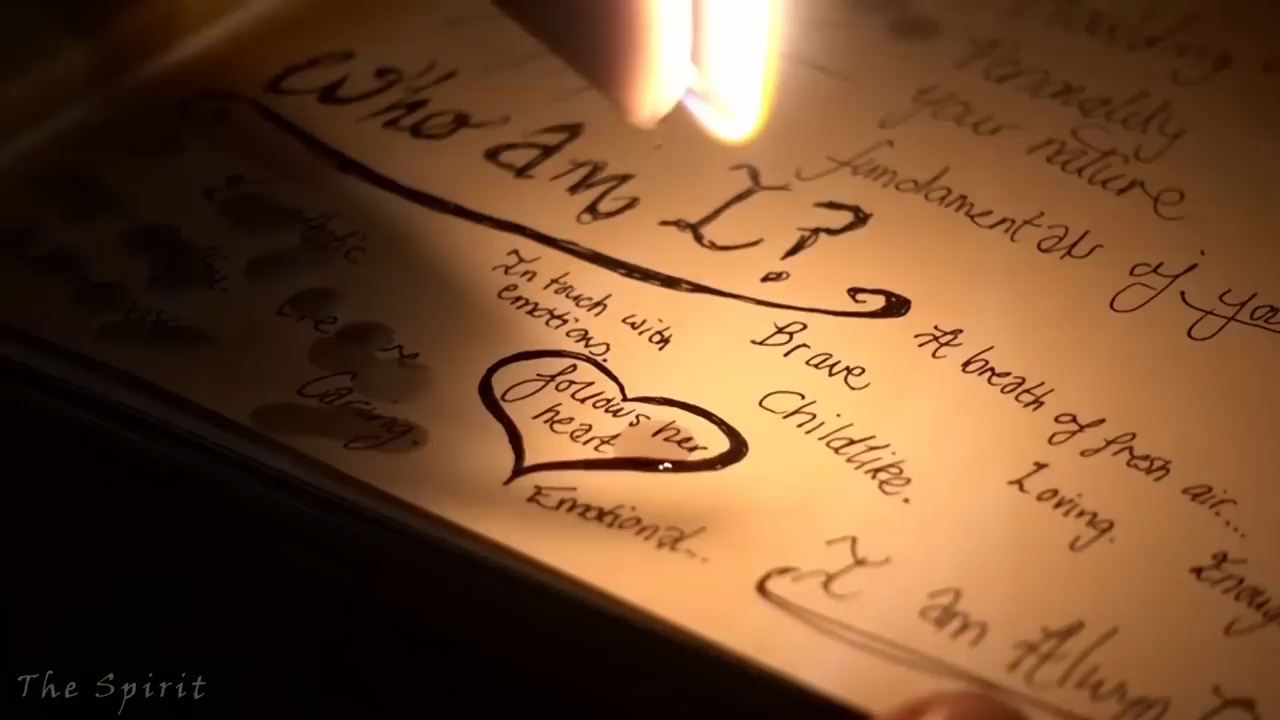 personality
your nature
fundamentals of you
Who am I?
In touch with
emotions.
Brave
A breath of fresh air...
follows her
heart
Childlike.
Caring.
Loving.
Emotional...
I am
The Spirit